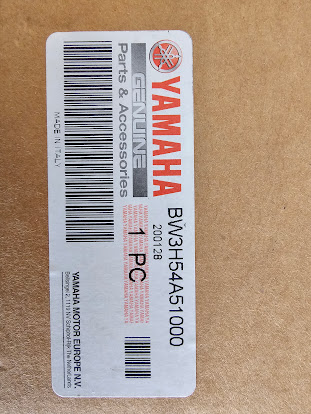 YAMAHA
GENUINE
Parts & Accessories
BW3H54A51000
200128
1 PC
MADE IN ITALY
YAMAHA MOTOR EUROPE N.V.